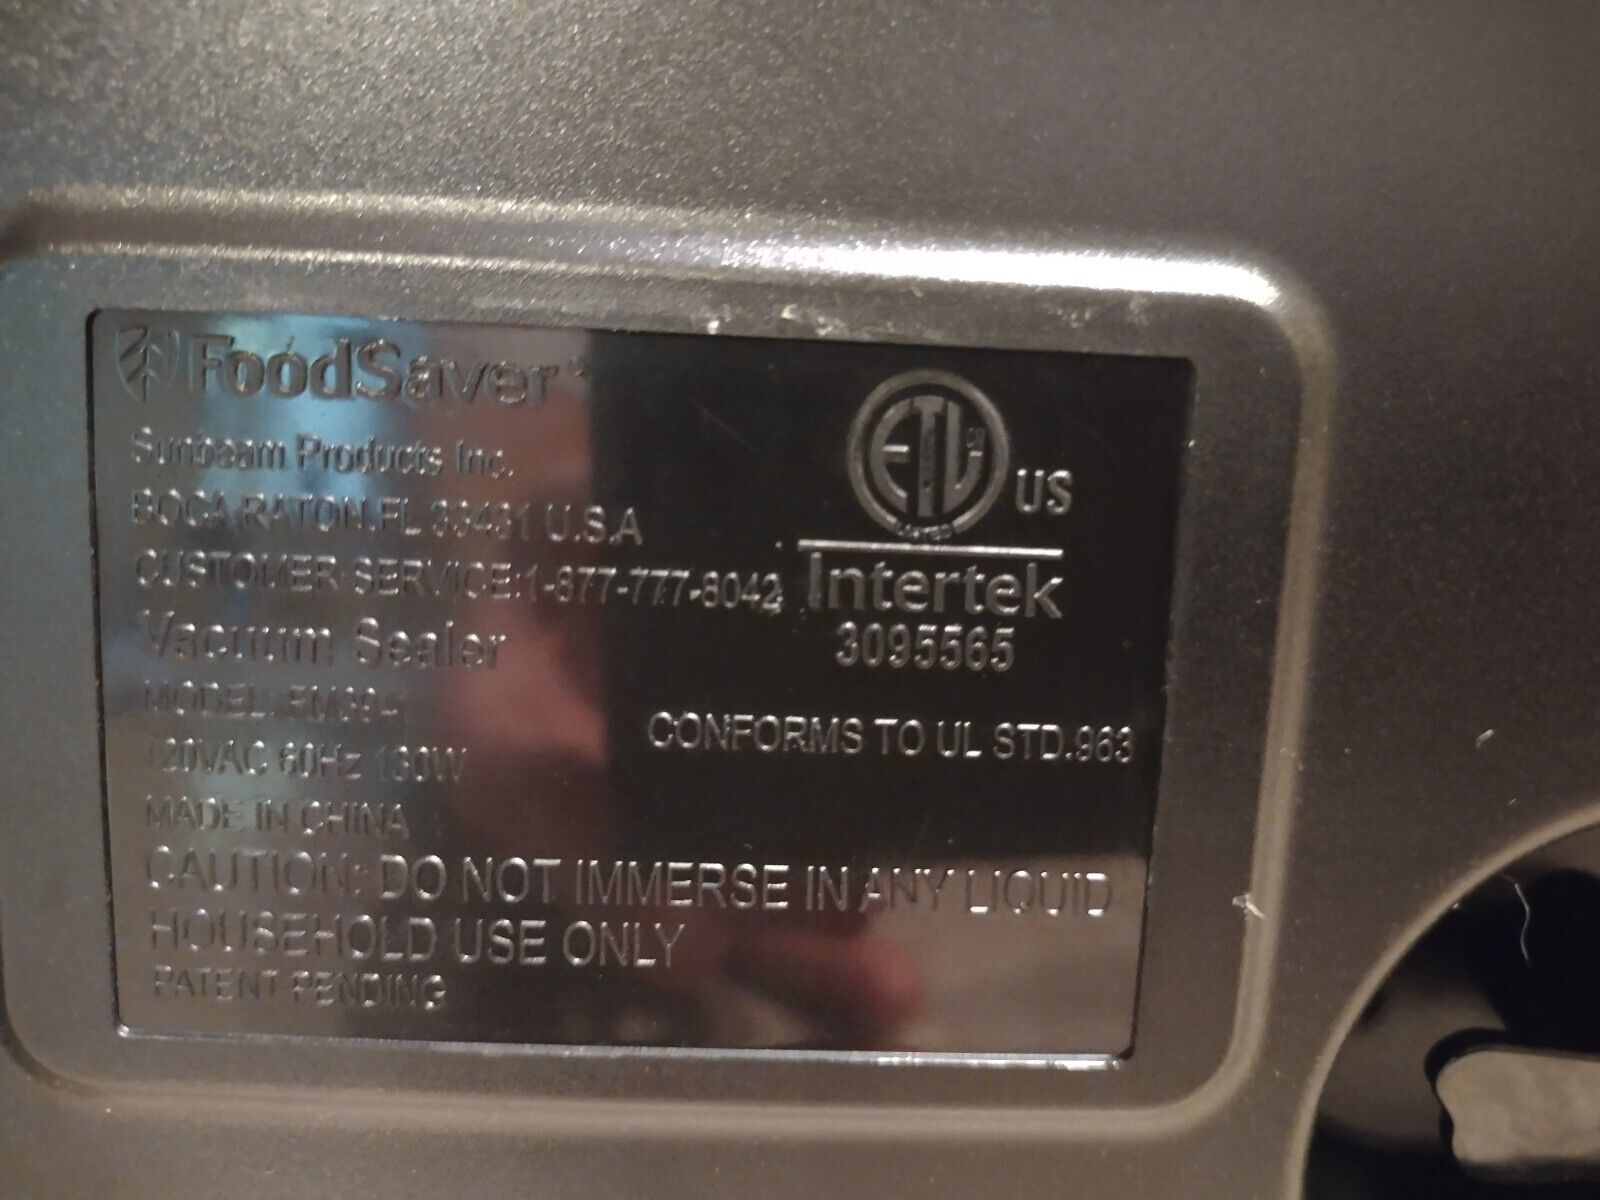 FoodSaver
Sunbeam Products Inc.
BOCA RATON, FL 33431 U.S.A
CUSTOMER SERVICE:1-877-777-8042
Vacuum Sealer
MODEL:
120VAC 60Hz 130W
MADE IN CHINA
CAUTION: DO NOT IMMERSE IN ANY LIQUID
HOUSEHOLD USE ONLY
PATENT PENDING
ETL
US
Intertek
3095565
CONFORMS TO UL STD.963